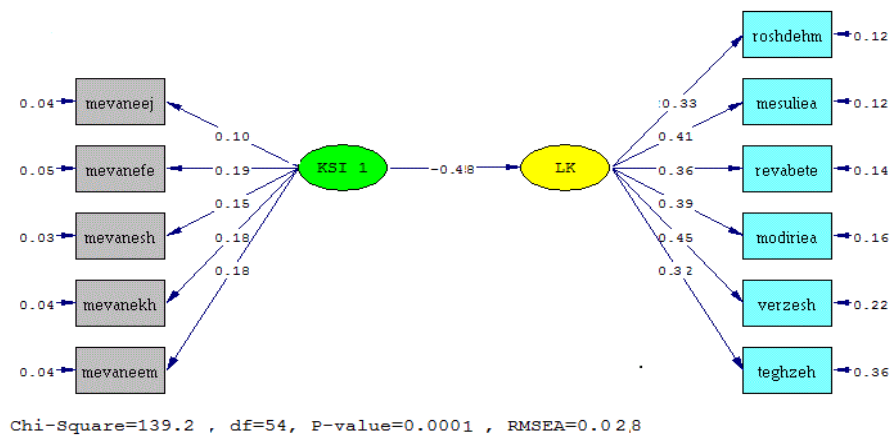 roshdehm 0.12
0.04 mevaneej 0.10 0.33 0.41 mesuliea 0.12
0.05 mevanefe 0.19 KSI 1 -0.48 LK 0.36 revabete 0.14
0.03 mevanesh 0.15 0.18 0.39 0.45 modiriea 0.16
0.04 mevanekh 0.18 0.32 verzesh 0.22
0.04 mevaneem teghzeh 0.36
Chi-Square=139.2 , df=54, P-value=0.0001 , RMSEA=0.028